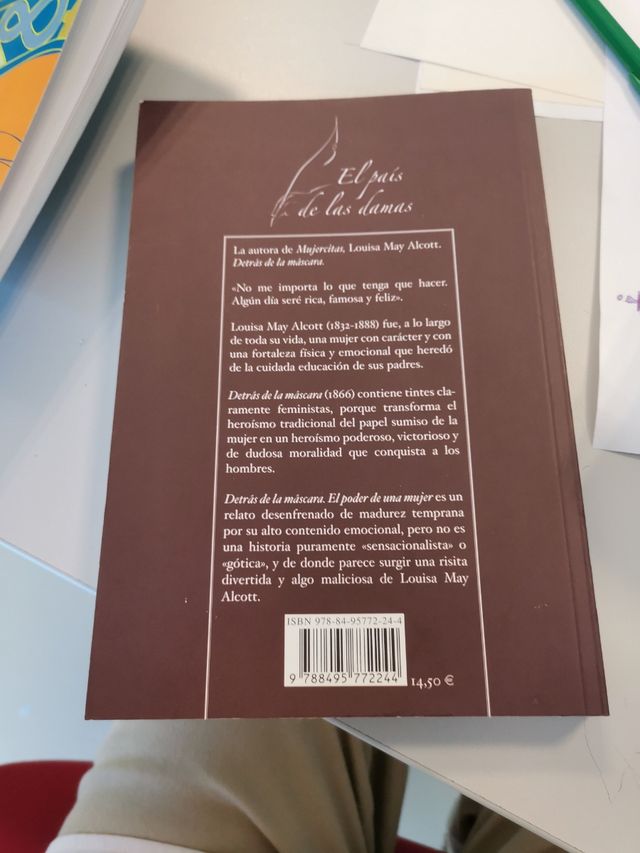 El país
de las damas
La autora de Mujercitas, Louisa May Alcott.
Detrás de la máscara.
«No me importa lo que tenga que hacer.
Algún día seré rica, famosa y feliz».
Louisa May Alcott (1832-1888) fue, a lo largo
de toda su vida, una mujer con carácter y con
una fortaleza física y emocional que heredó
de la cuidada educación de sus padres.
Detrás de la máscara (1866) contiene tintes cla-
ramente feministas, porque transforma el
heroísmo tradicional del papel sumiso de la
mujer en un heroísmo poderoso, victorioso y
de dudosa moralidad que conquista a los
hombres.
Detrás de la máscara. El poder de una mujer es un
relato desenfrenado de madurez temprana
por su alto contenido emocional, pero no es
una historia puramente «sensacionalista» o
«gótica», y de donde parece surgir una risita
divertida y algo maliciosa de Louisa May
Alcott.
ISBN 978-84-95772-24-4
9 788495 772244
14,50 €